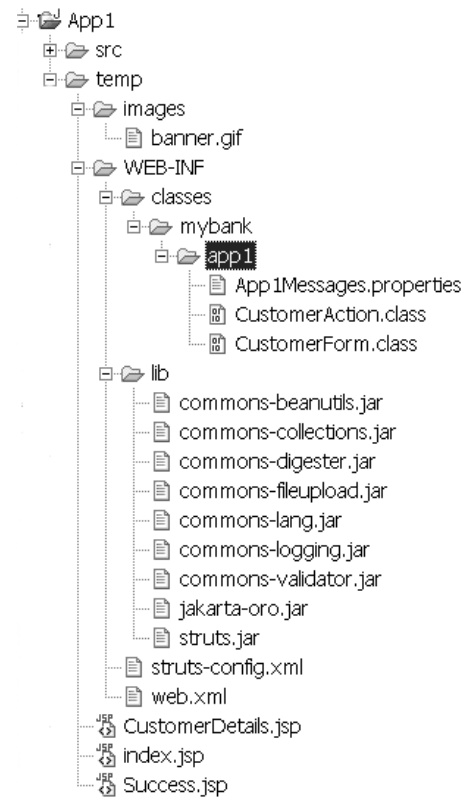 App1
src
temp
images
banner.gif
WEB-INF
classes
mybank
app1
App1Messages.properties
CustomerAction.class
CustomerForm.class
lib
commons-beanutils.jar
commons-collections.jar
commons-digester.jar
commons-fileupload.jar
commons-lang.jar
commons-logging.jar
commons-validator.jar
jakarta-oro.jar
struts.jar
struts-config.xml
web.xml
CustomerDetails.jsp
index.jsp
Success.jsp